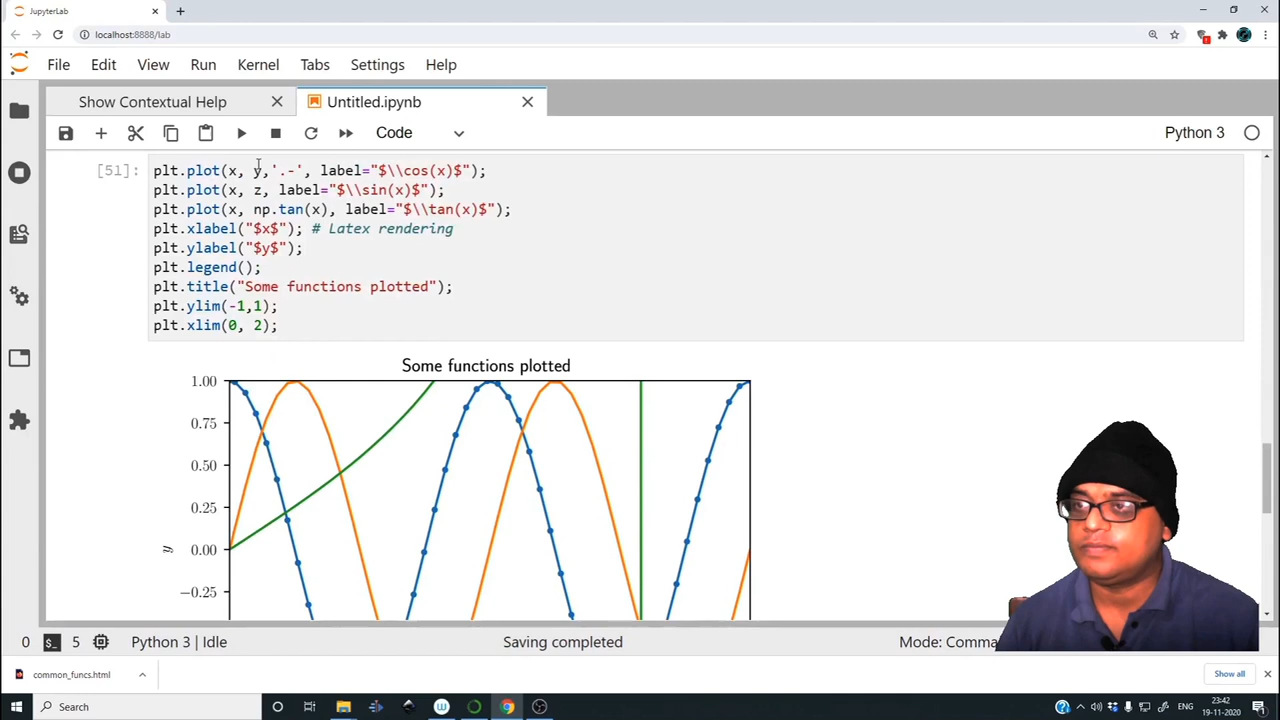 JupyterLab
localhost:8888/lab
File Edit View Run Kernel Tabs Settings Help
Show Contextual Help
Untitled.ipynb
Code
Python 3
[51]:
plt.plot(x, y,'.-', label="$\\cos(x)$");
plt.plot(x, z, label="$\\sin(x)$");
plt.plot(x, np.tan(x), label="$\\tan(x)$");
plt.xlabel("$x$"); # Latex rendering
plt.ylabel("$y$");
plt.legend();
plt.title("Some functions plotted");
plt.ylim(-1,1);
plt.xlim(0, 2);
Some functions plotted
1.00
0.75
0.50
0.25
0.00
−0.25
y
0
5
Python 3 | Idle
Saving completed
Mode: Comma
common_funcs.html
Show all
Search
ENG
23:42
19-11-2020